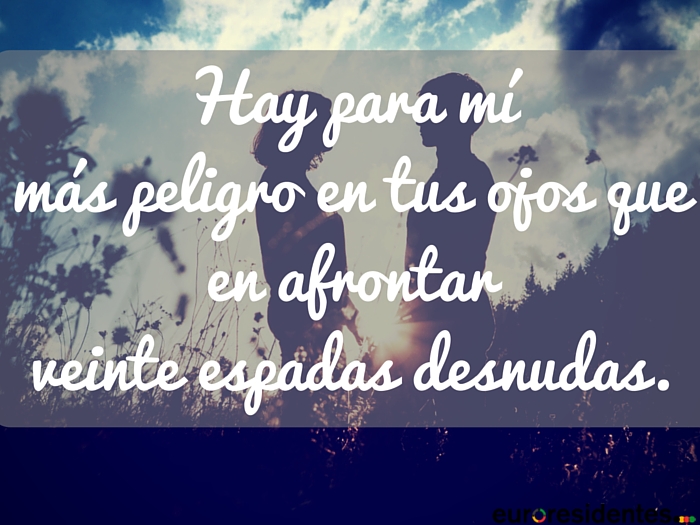 Hay para mí
más peligro en tus ojos que
en afrontar
veinte espadas desnudas.
euroresidentes